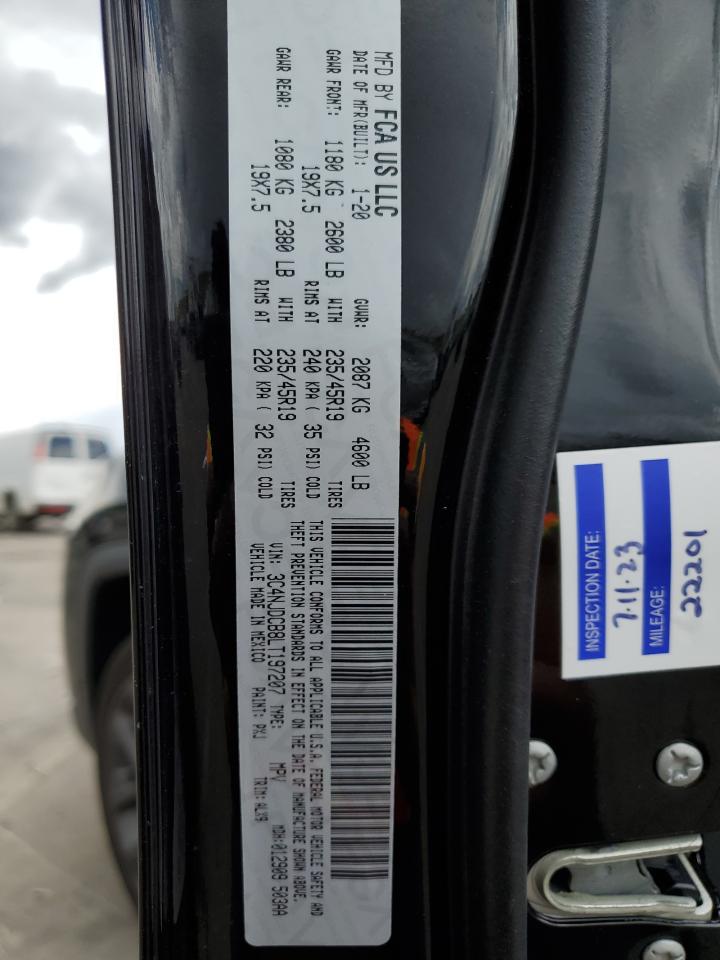 MFD BY FCA US LLC
DATE OF MFR(BUILT): 1-20 GVWR: 2087 KG 4600 LB
GAWR FRONT: 1180 KG 2600 LB WITH 235/45R19 TIRES
19X7.5 RIMS AT 240 KPA ( 35 PSI) COLD
GAWR REAR: 1080 KG 2380 LB WITH 235/45R19 TIRES
19X7.5 RIMS AT 220 KPA ( 32 PSI) COLD
THIS VEHICLE CONFORMS TO ALL APPLICABLE U.S.A. FEDERAL MOTOR VEHICLE SAFETY AND
THEFT PREVENTION STANDARDS IN EFFECT ON THE DATE OF MANUFACTURE SHOWN ABOVE.
VIN: 3C4NJDCB8LT197207 TYPE: MPV MDH:012909 503AA
VEHICLE MADE IN MEXICO PAINT: PXJ TRIM: ALX9
INSPECTION DATE:
7·11·23
MILEAGE:
22201